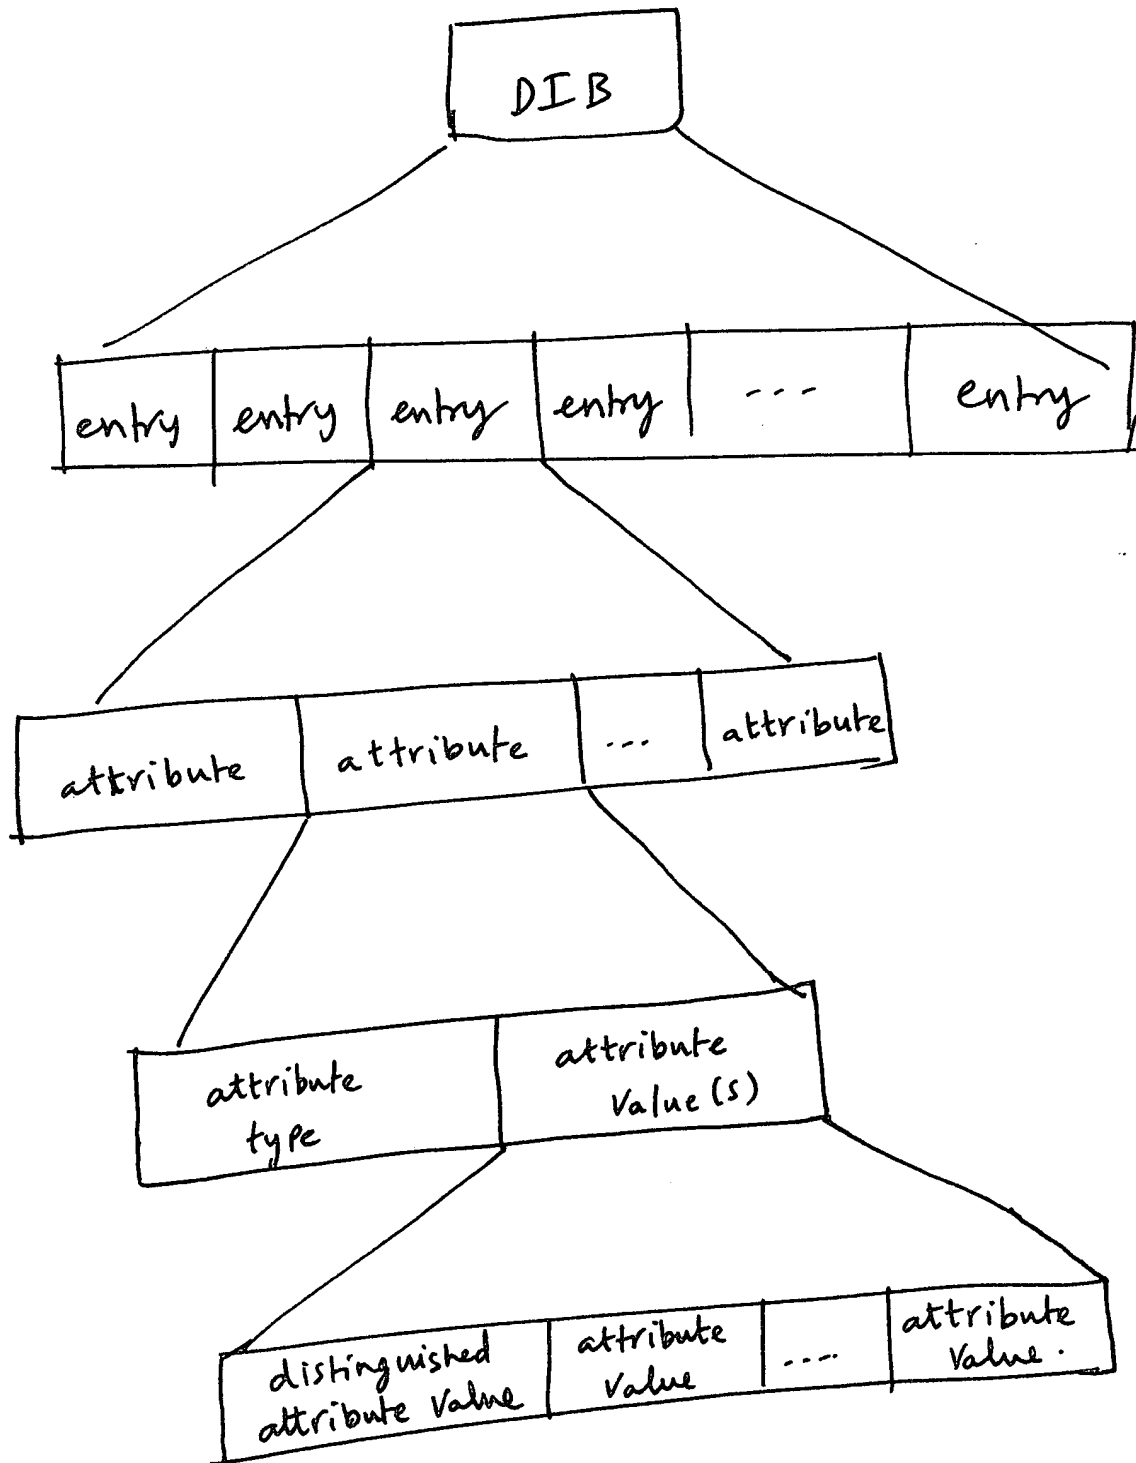 DIB
entry entry entry entry --- entry
attribute attribute ... attribute
attribute
type
attribute
value(s)
distinguished
attribute value
attribute
value
....
attribute
value.